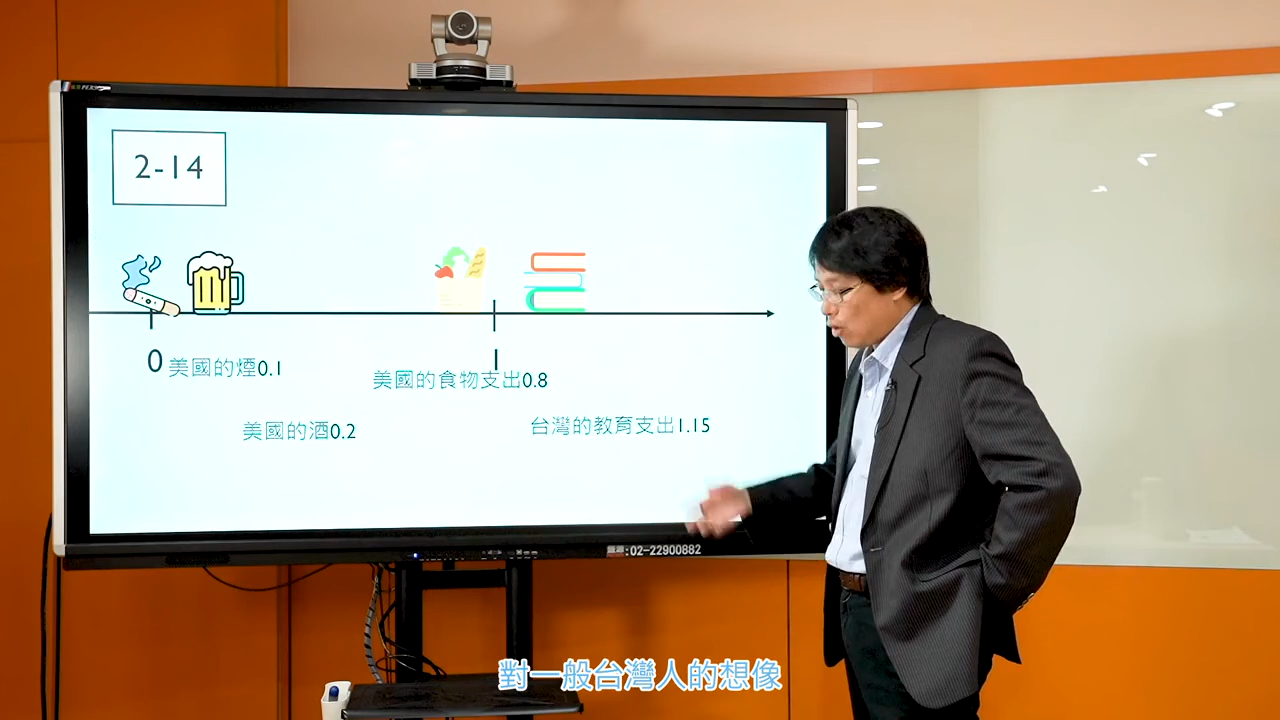 2-14
0
1
美國的煙0.1
美國的食物支出0.8
美國的酒0.2
台灣的教育支出1.15
:02-22900882
對一般台灣人的想像